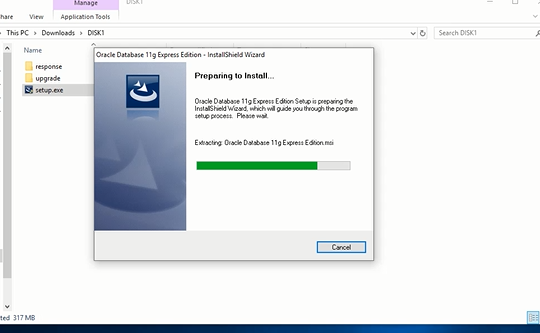 Manage
DISK1
hare
View
Application Tools
This PC
Downloads
DISK1
Search DISK1
Name
response
upgrade
setup.exe
Oracle Database 11g Express Edition - InstallShield Wizard
Preparing to Install...
Oracle Database 11g Express Edition Setup is preparing the
InstallShield Wizard, which will guide you through the program
setup process. Please wait.
Extracting: Oracle Database 11g Express Edition.msi
Cancel
cted 317 MB